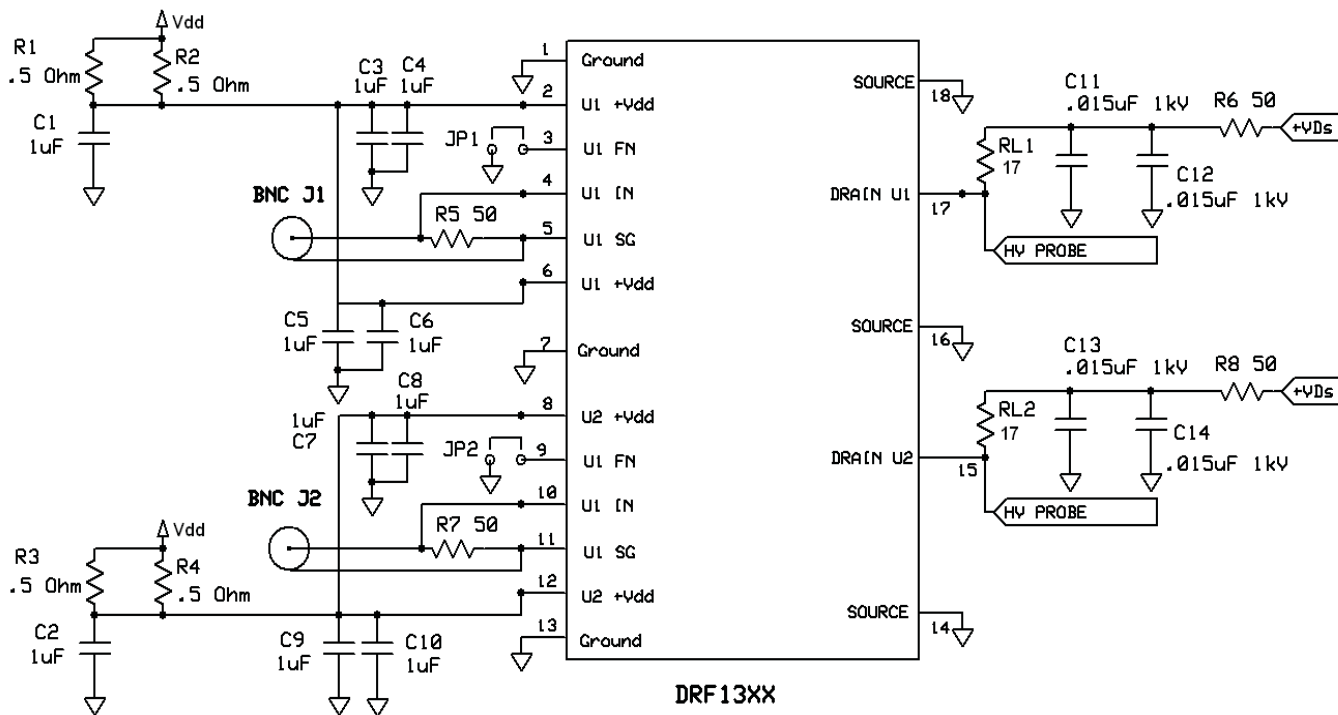 Vdd
R1
.5 Ohm
R2
.5 Ohm
C1
1uF
C3
1uF
C4
1uF
JP1
BNC J1
R5 50
C5
1uF
C6
1uF
1
2
3
4
5
6
7
Ground
U1 +Vdd
U1 FN
U1 IN
U1 SG
U1 +Vdd
Ground
C8
1uF
1uF
C7
JP2
BNC J2
R7 50
Vdd
R3
.5 Ohm
R4
.5 Ohm
C2
1uF
C9
1uF
C10
1uF
8
9
10
11
12
13
U2 +Vdd
U1 FN
U1 IN
U1 SG
U2 +Vdd
Ground
SOURCE
18
DRAIN U1
17
SOURCE
16
DRAIN U2
15
SOURCE
14
C11
.015uF 1kV
R6 50
+VDs
RL1
17
C12
.015uF 1kV
HV PROBE
C13
.015uF 1kV
R8 50
+VDs
RL2
17
C14
.015uF 1kV
HV PROBE
DRF13XX